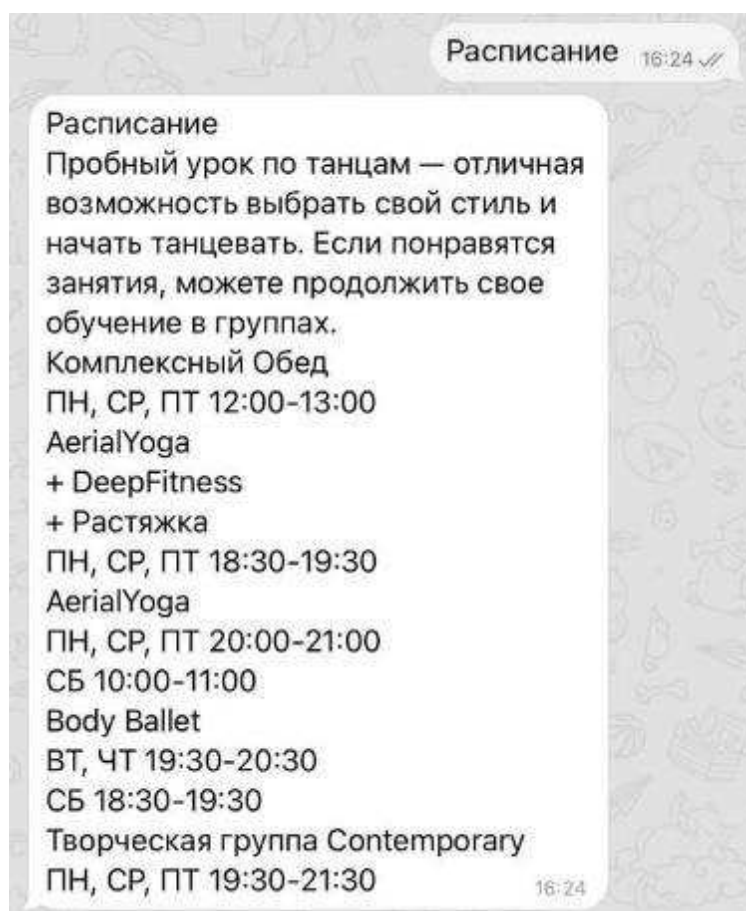 Расписание 16:24
Расписание
Пробный урок по танцам — отличная
возможность выбрать свой стиль и
начать танцевать. Если понравятся
занятия, можете продолжить свое
обучение в группах.
Комплексный Обед
ПН, СР, ПТ 12:00-13:00
AerialYoga
+ DeepFitness
+ Растяжка
ПН, СР, ПТ 18:30-19:30
AerialYoga
ПН, СР, ПТ 20:00-21:00
СБ 10:00-11:00
Body Ballet
ВТ, ЧТ 19:30-20:30
СБ 18:30-19:30
Творческая группа Contemporary
ПН, СР, ПТ 19:30-21:30 16:24